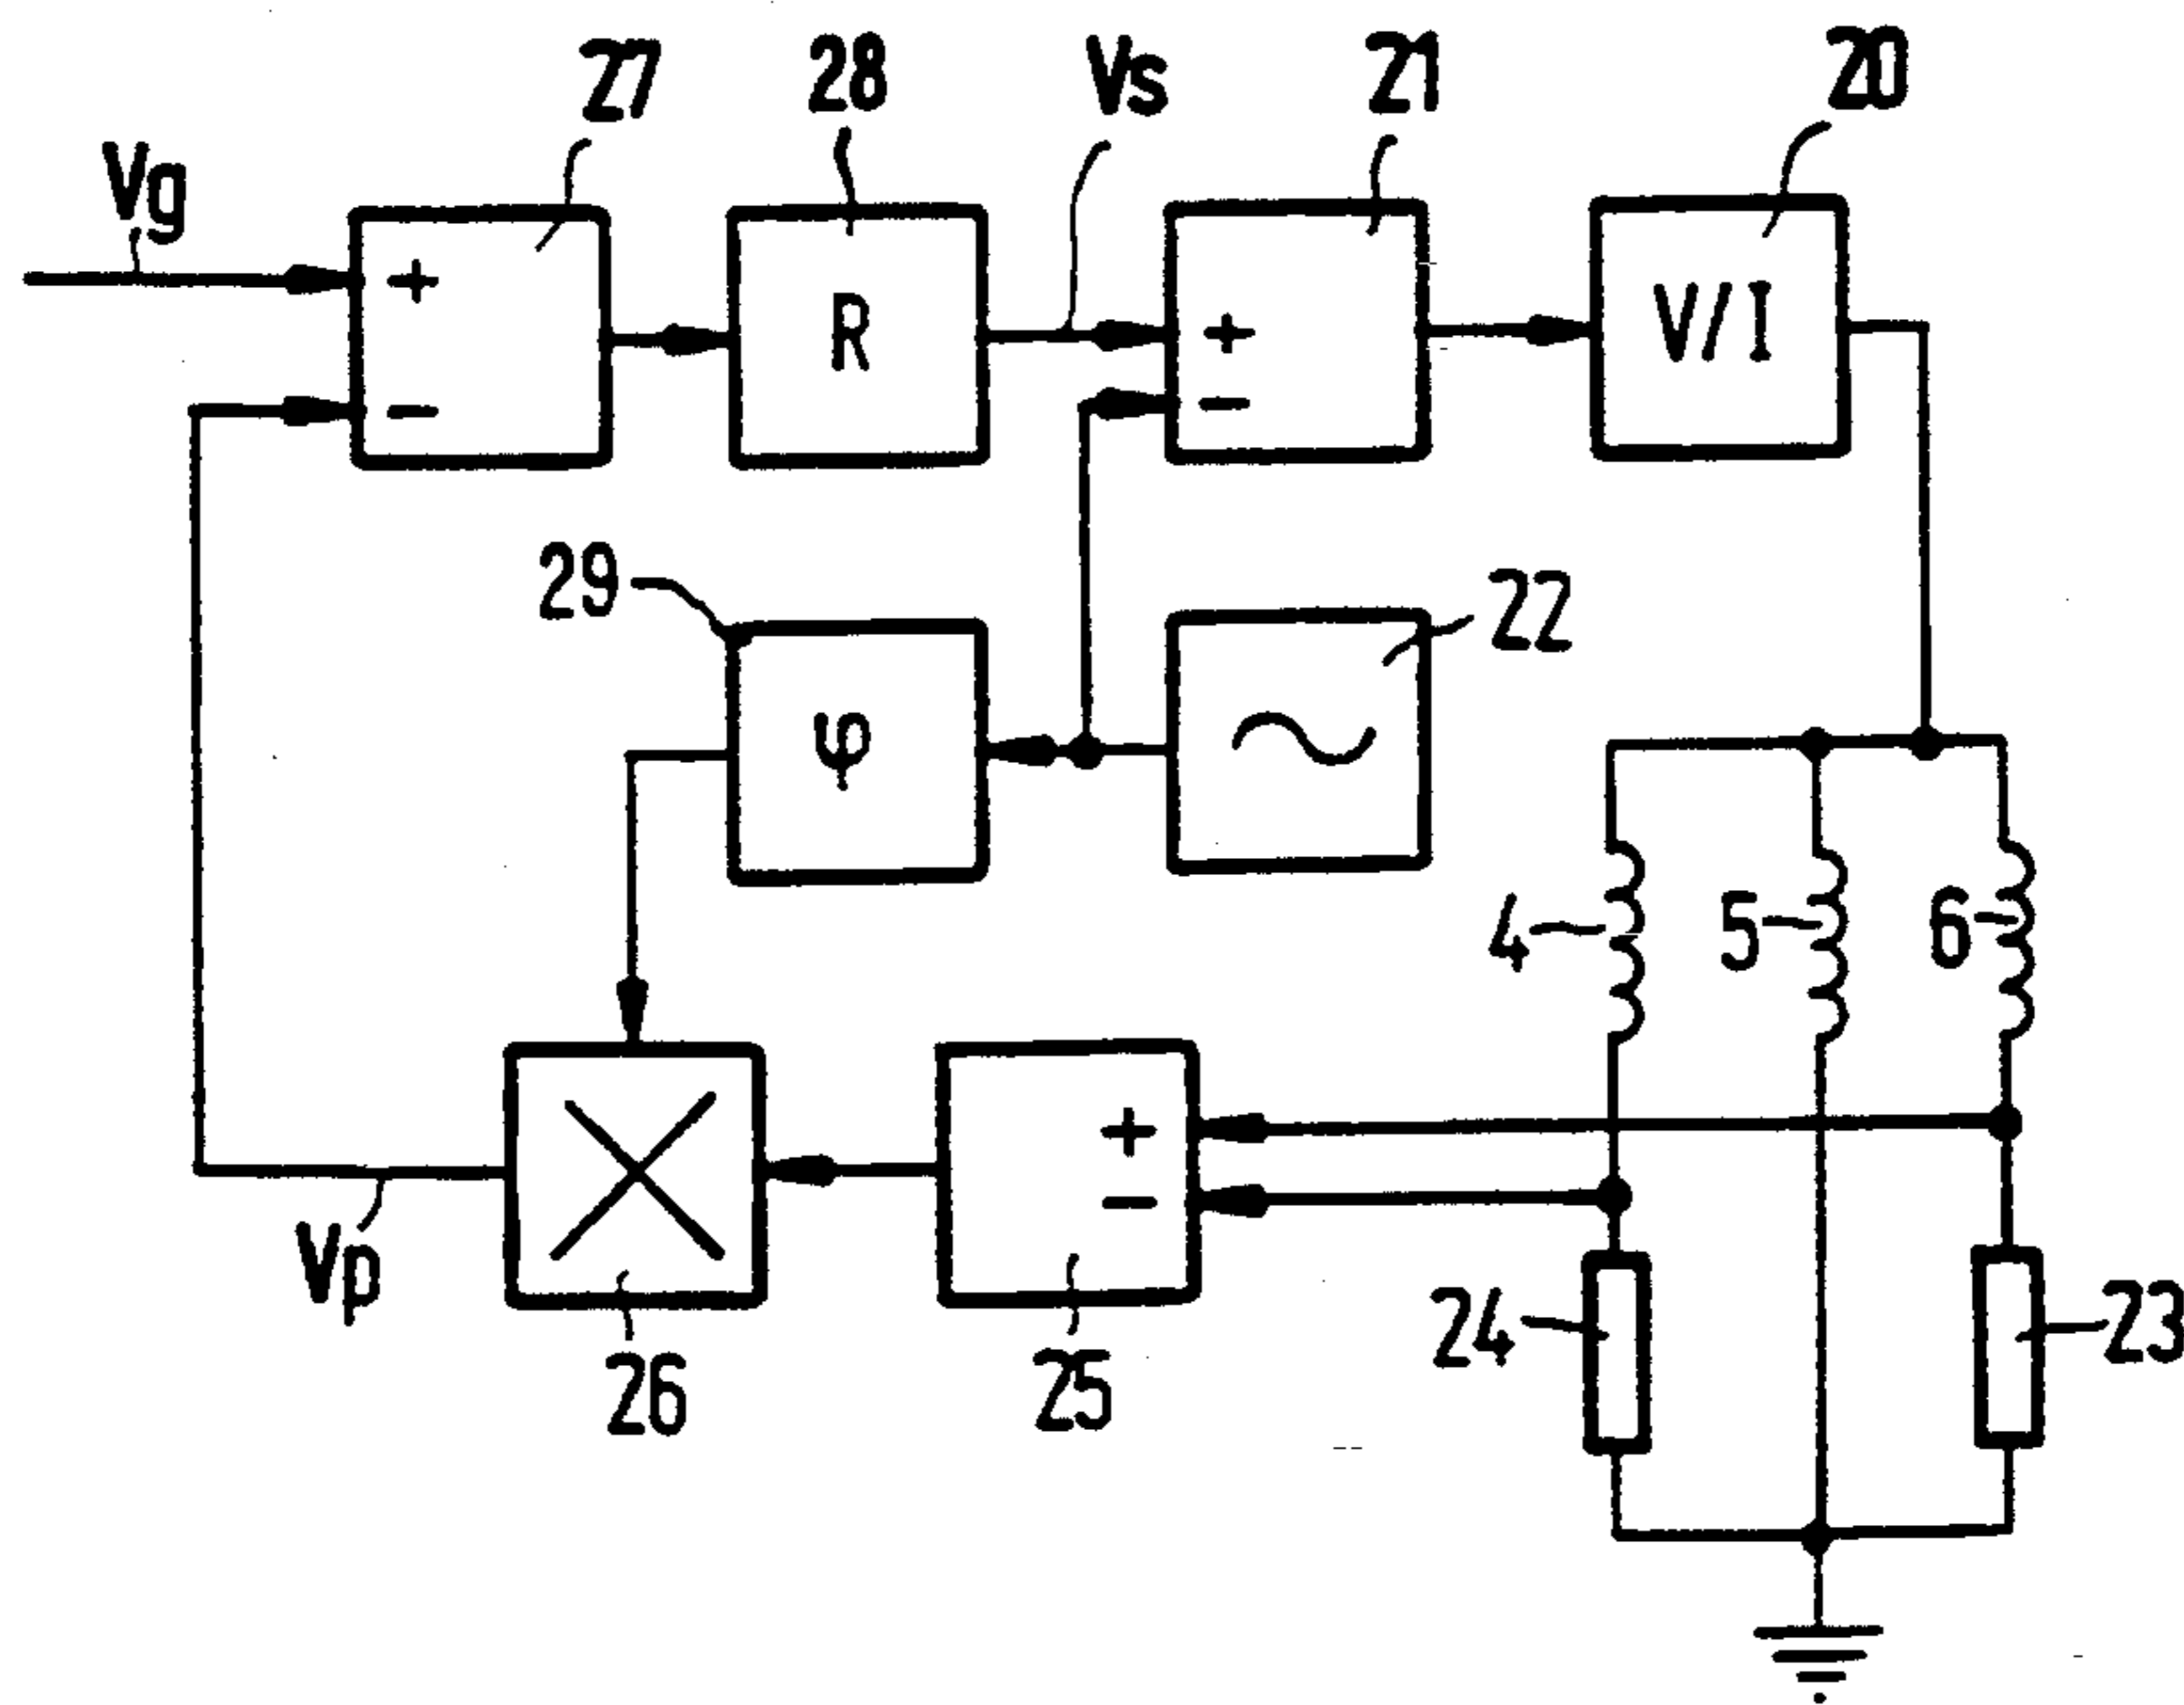 27 28 Vs 21 20
Vg
+ R + V/I
− −
29 22
φ ~
4 5 6
+
× −
Vp
24 23
26 25